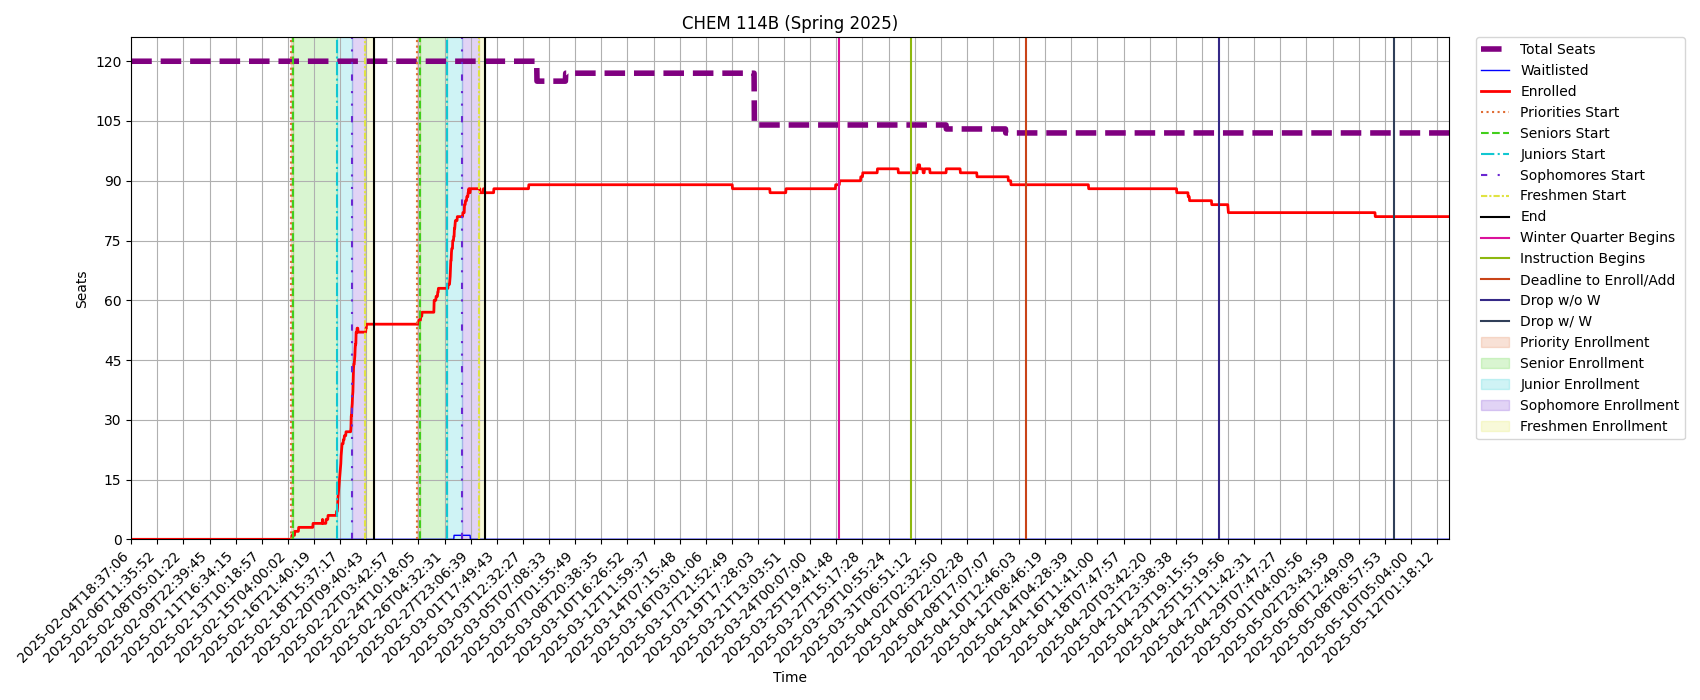 CHEM 114B (Spring 2025)
Seats
120
105
90
75
60
45
30
15
0
2025-02-04T18:37:06
2025-02-06T11:35:52
2025-02-08T05:01:22
2025-02-09T22:39:45
2025-02-11T16:34:15
2025-02-13T10:18:57
2025-02-15T04:00:02
2025-02-16T21:40:19
2025-02-18T15:37:17
2025-02-20T09:40:43
2025-02-22T03:42:57
2025-02-24T10:18:05
2025-02-26T04:32:31
2025-02-27T23:06:39
2025-03-01T17:49:43
2025-03-03T12:32:27
2025-03-05T07:08:33
2025-03-07T01:55:49
2025-03-08T20:38:35
2025-03-10T16:26:52
2025-03-12T11:59:37
2025-03-14T07:15:48
2025-03-16T03:01:06
2025-03-17T21:52:49
2025-03-19T17:28:03
2025-03-21T13:03:51
2025-03-24T00:07:00
2025-03-25T19:41:48
2025-03-27T15:17:28
2025-03-29T10:55:24
2025-03-31T06:51:12
2025-04-02T02:32:50
2025-04-06T22:02:28
2025-04-08T17:07:07
2025-04-10T12:46:03
2025-04-12T08:46:19
2025-04-14T04:28:39
2025-04-16T11:41:00
2025-04-18T07:47:57
2025-04-20T03:42:20
2025-04-21T23:38:38
2025-04-23T19:15:55
2025-04-25T15:19:56
2025-04-27T11:42:31
2025-04-29T07:47:27
2025-05-01T04:00:56
2025-05-02T23:43:59
2025-05-06T12:49:09
2025-05-08T08:57:53
2025-05-10T05:04:00
2025-05-12T01:18:12
Time
Total Seats
Waitlisted
Enrolled
Priorities Start
Seniors Start
Juniors Start
Sophomores Start
Freshmen Start
End
Winter Quarter Begins
Instruction Begins
Deadline to Enroll/Add
Drop w/o W
Drop w/ W
Priority Enrollment
Senior Enrollment
Junior Enrollment
Sophomore Enrollment
Freshmen Enrollment